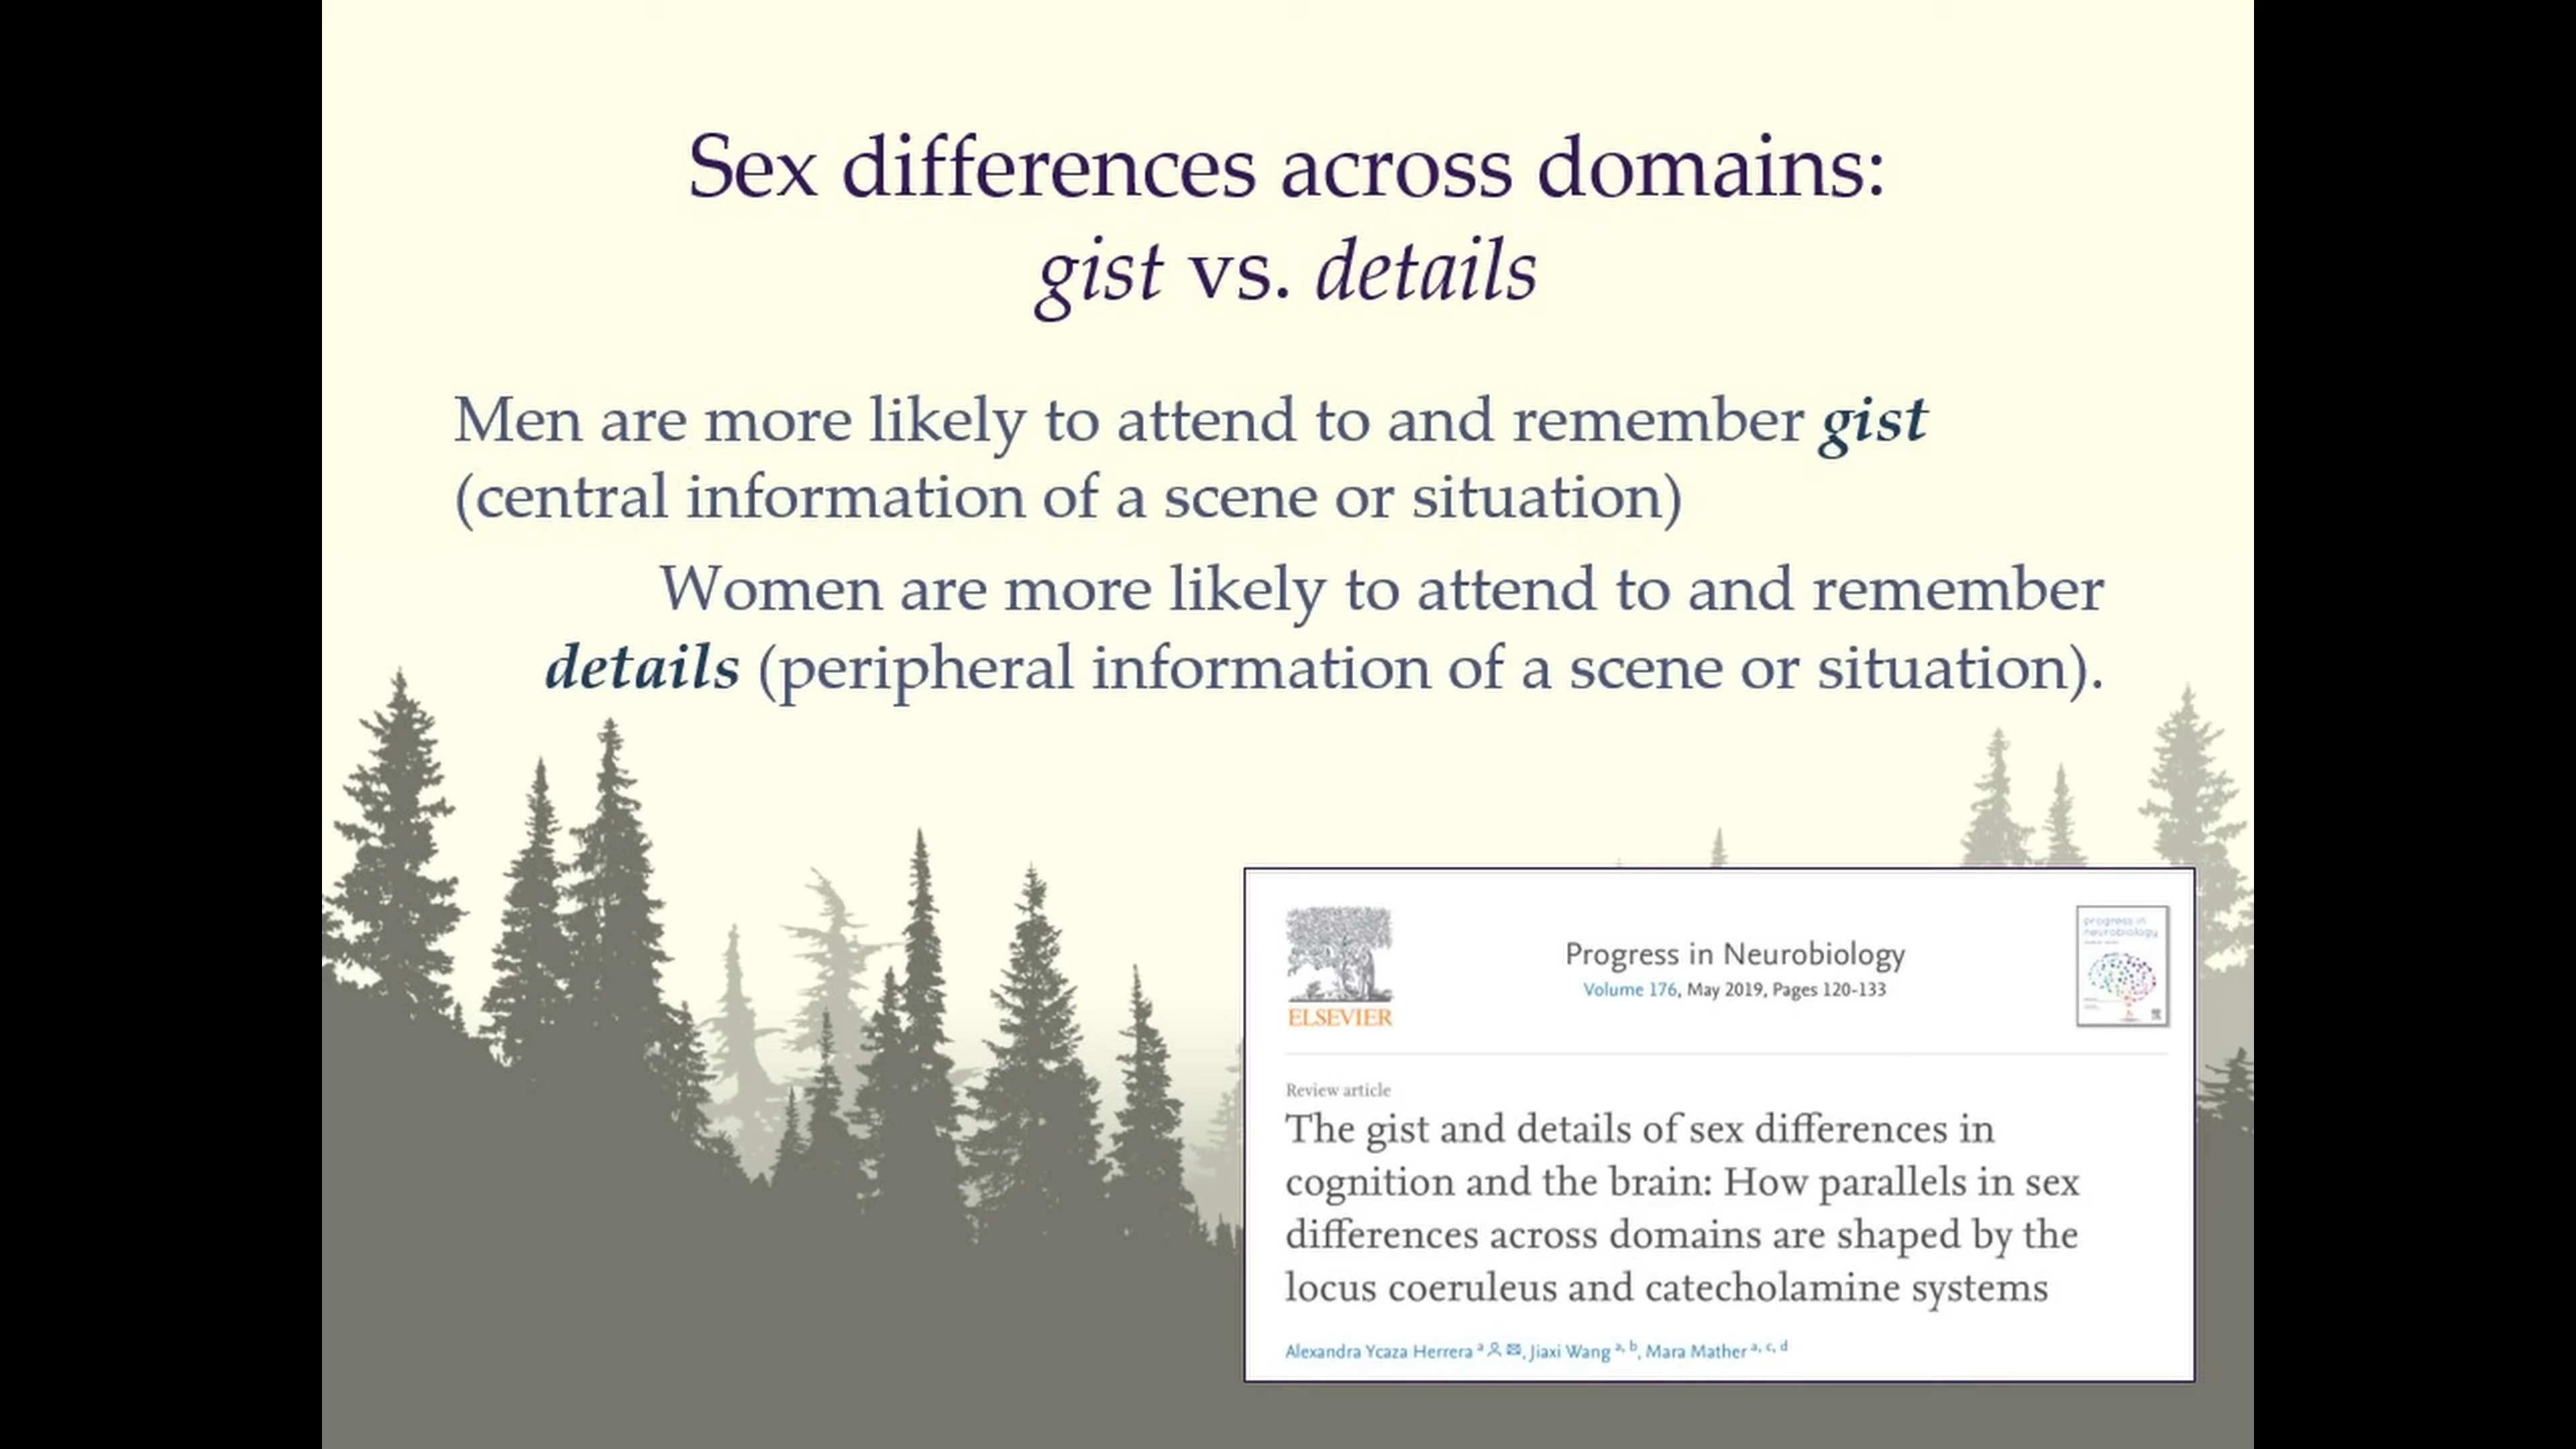 Sex differences across domains:
gist vs. details
Men are more likely to attend to and remember gist
(central information of a scene or situation)
Women are more likely to attend to and remember
details (peripheral information of a scene or situation).
ELSEVIER
Progress in Neurobiology
Volume 176, May 2019, Pages 120-133
progress in
neurobiology
Review article
The gist and details of sex differences in
cognition and the brain: How parallels in sex
differences across domains are shaped by the
locus coeruleus and catecholamine systems
Alexandra Ycaza Herrera a, Jiaxi Wang a, b, Mara Mather a, c, d